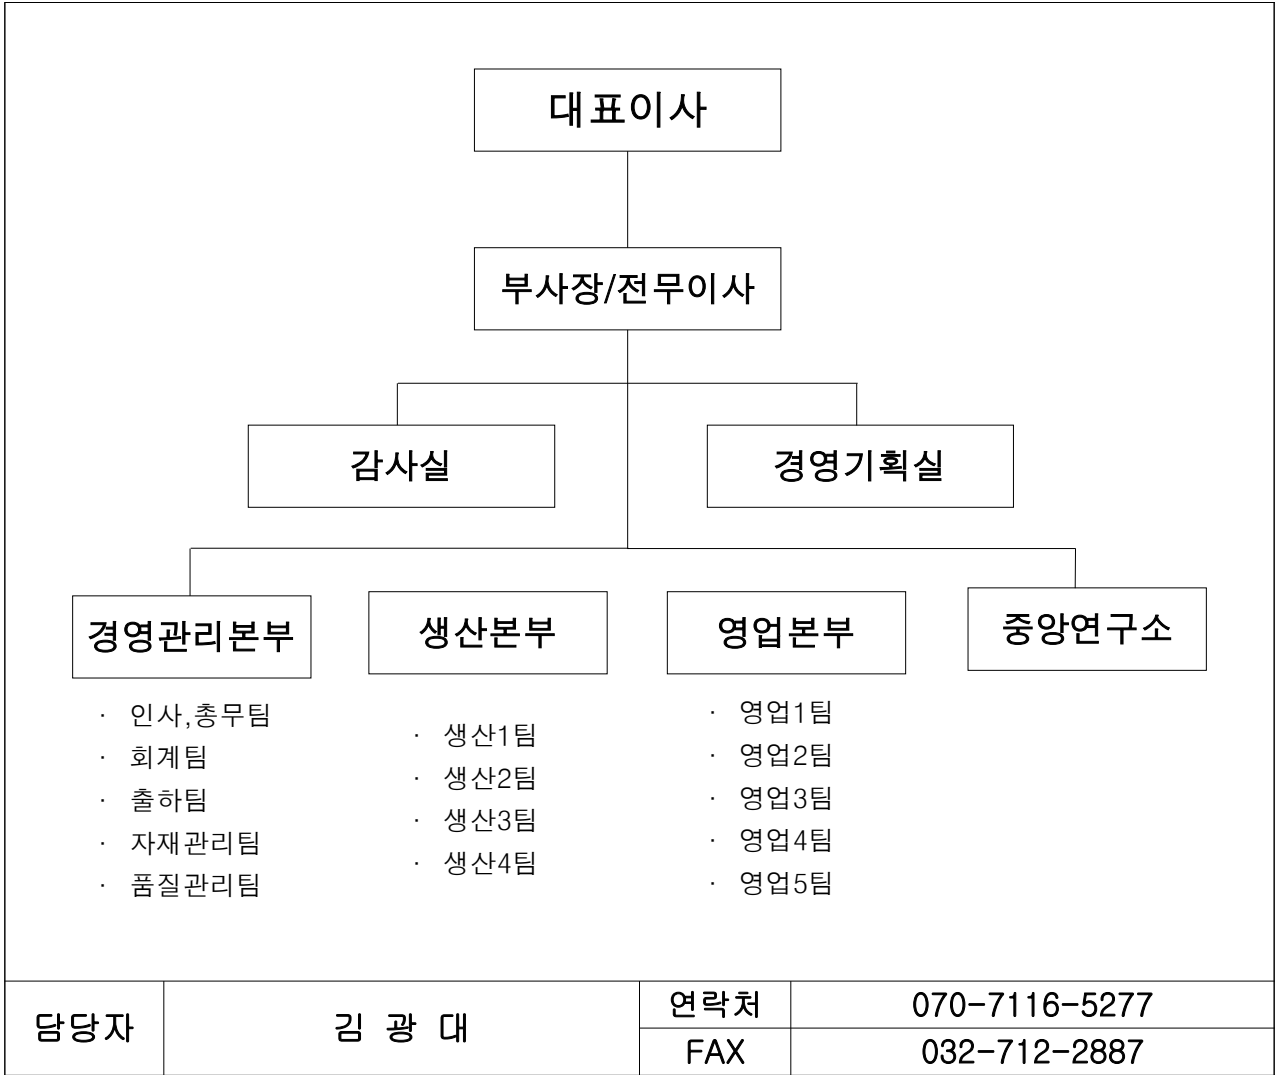 대표이사
부사장/전무이사
감사실
경영기획실
경영관리본부
· 인사,총무팀
· 회계팀
· 출하팀
· 자재관리팀
· 품질관리팀
생산본부
· 생산1팀
· 생산2팀
· 생산3팀
· 생산4팀
영업본부
· 영업1팀
· 영업2팀
· 영업3팀
· 영업4팀
· 영업5팀
중앙연구소
담당자
김 광 대
연락처
070-7116-5277
FAX
032-712-2887